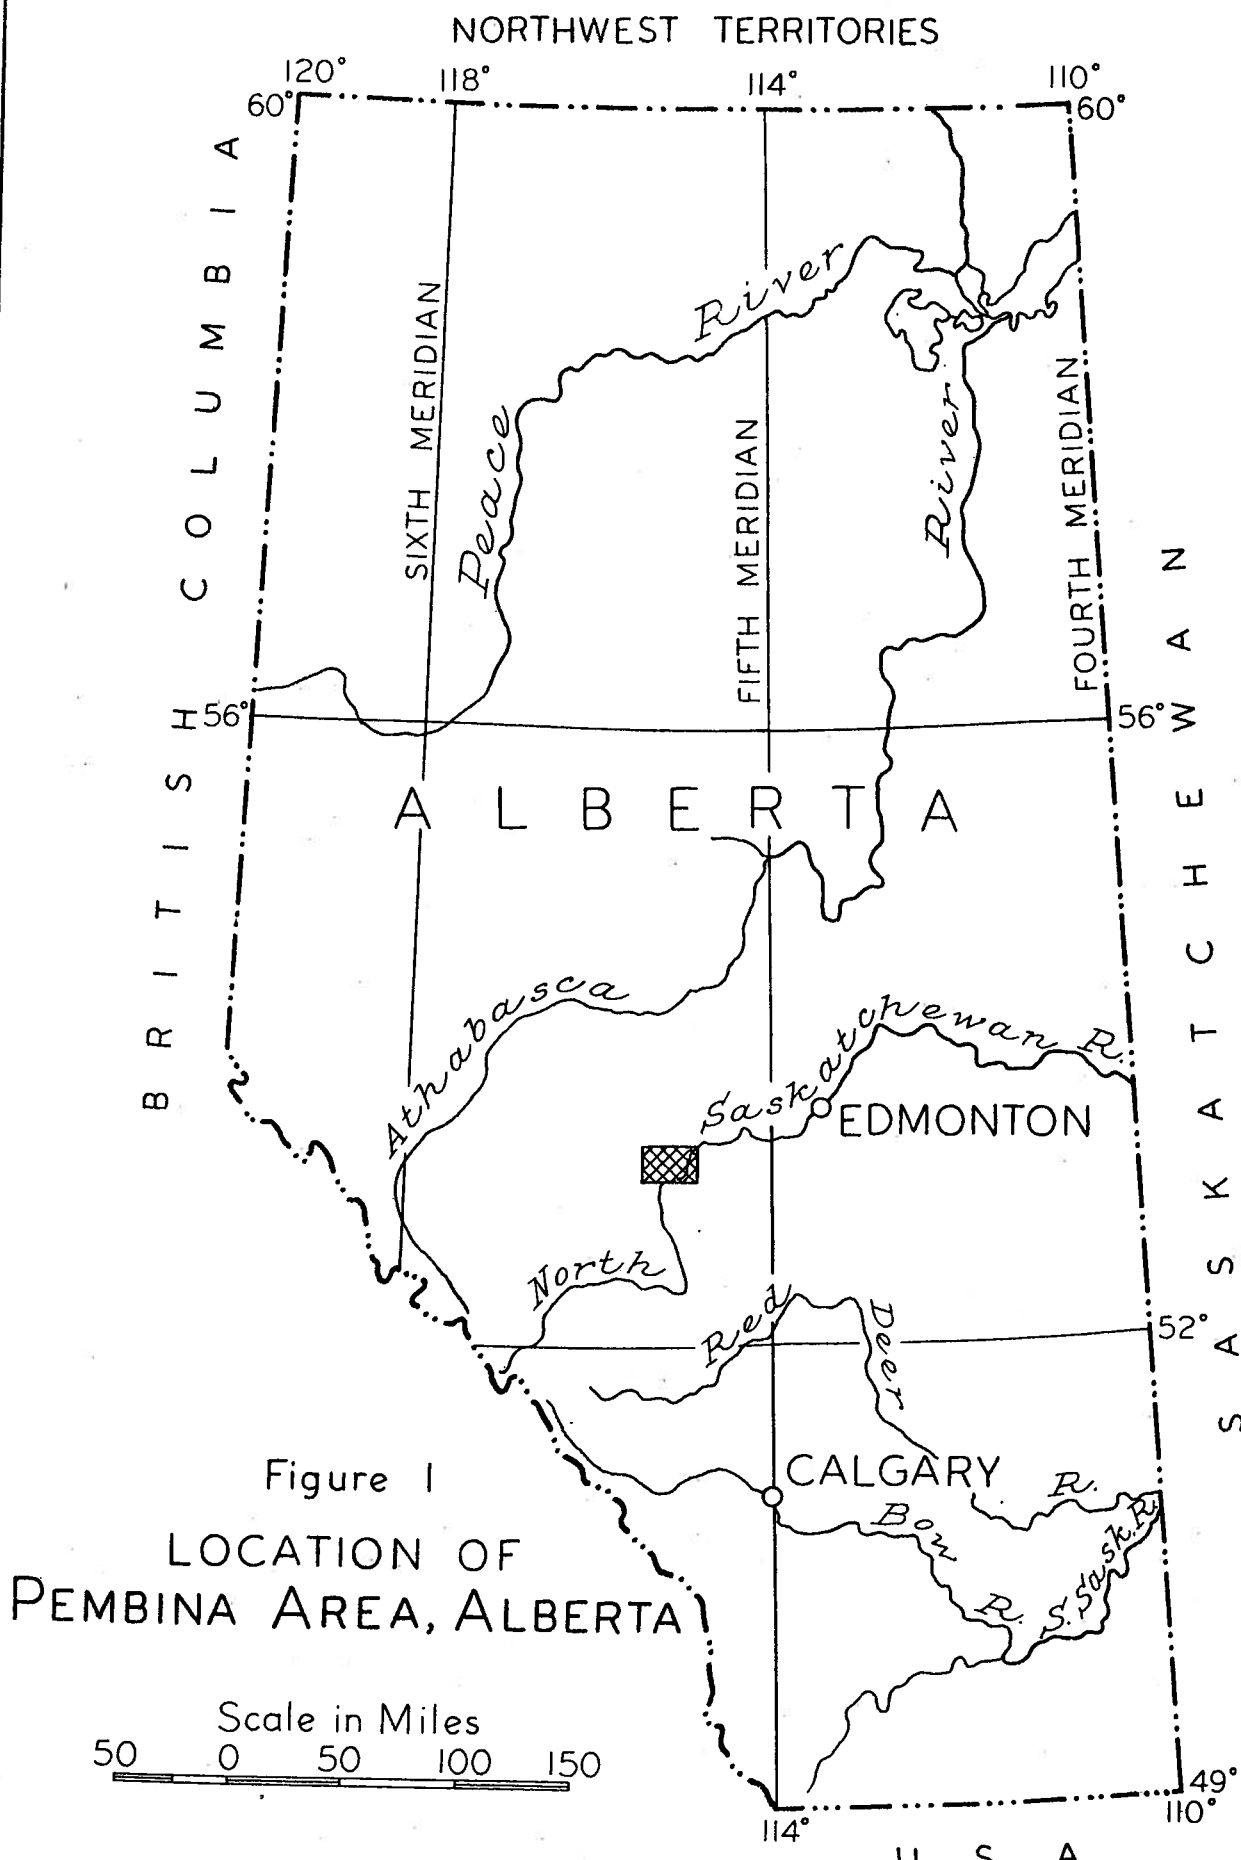 NORTHWEST TERRITORIES
120° 118° 114° 110°
60° 60°
BRITISH COLUMBIA
SIXTH MERIDIAN
FIFTH MERIDIAN
FOURTH MERIDIAN
SASKATCHEWAN
Peace River
River
56° 56°
ALBERTA
Athabasca
North Saskatchewan R.
EDMONTON
Red Deer R.
52°
CALGARY
Bow R.
S. Sask. R.
Figure 1
LOCATION OF
PEMBINA AREA, ALBERTA
Scale in Miles
50 0 50 100 150
49°
114° 110°
U S A